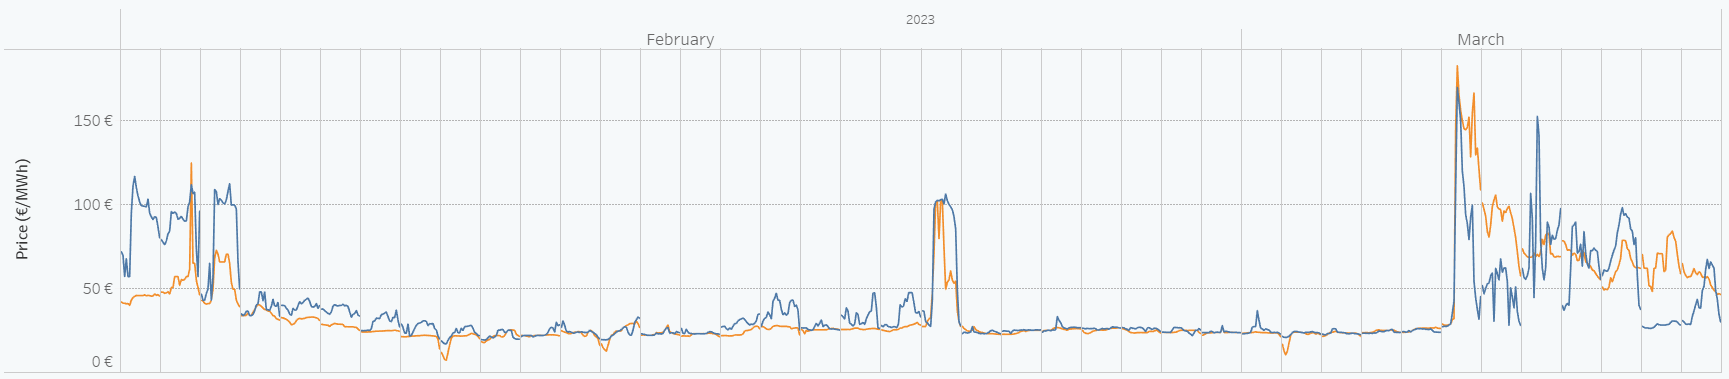 2023
February
March
150 €
100 €
50 €
0 €
Price (€/MWh)